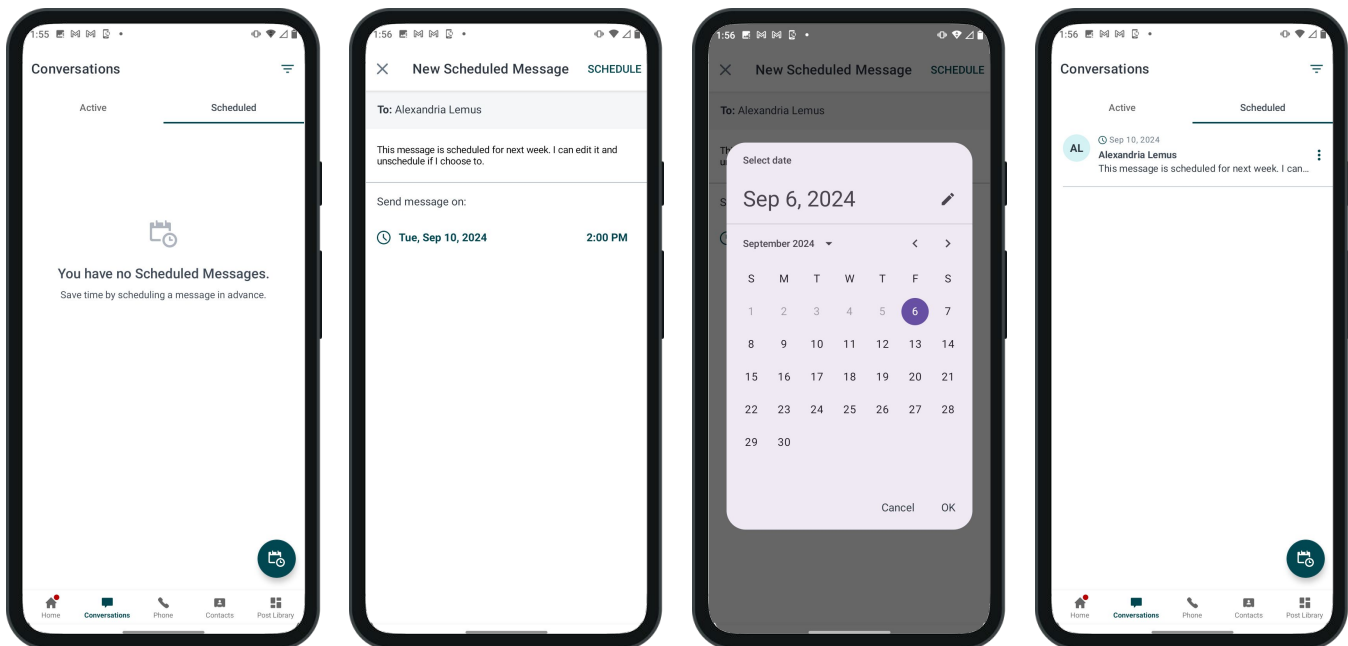 1:55
Conversations
Active Scheduled
You have no Scheduled Messages.
Save time by scheduling a message in advance.
Home Conversations Phone Contacts Post Library
1:56
New Scheduled Message SCHEDULE
To: Alexandria Lemus
This message is scheduled for next week. I can edit it and
unschedule if I choose to.
Send message on:
Tue, Sep 10, 2024 2:00 PM
1:56
New Scheduled Message SCHEDULE
To: Alexandria Lemus
Select date
Sep 6, 2024
September 2024
S M T W T F S
1 2 3 4 5 6 7
8 9 10 11 12 13 14
15 16 17 18 19 20 21
22 23 24 25 26 27 28
29 30
Cancel OK
1:56
Conversations
Active Scheduled
AL
Sep 10, 2024
Alexandria Lemus
This message is scheduled for next week. I can...
Home Conversations Phone Contacts Post Library